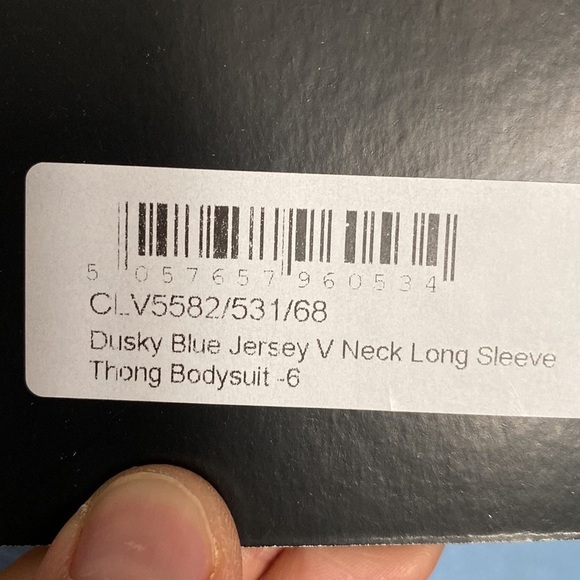 5 057657 960534
CLV5582/531/68
Dusky Blue Jersey V Neck Long Sleeve
Thong Bodysuit -6